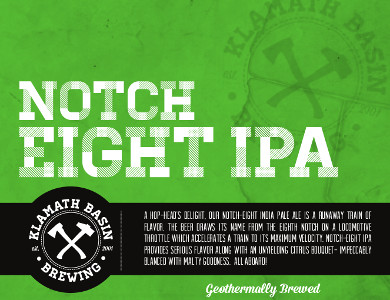 KLAMATH BASIN
NOTCH
EIGHT IPA
KLAMATH BASIN
EST. 2001
BREWING
A HOP-HEAD'S DELIGHT, OUR NOTCH-EIGHT INDIA PALE ALE IS A RUNAWAY TRAIN OF
FLAVOR. THE BEER DRAWS ITS NAME FROM THE EIGHTH NOTCH ON A LOCOMOTIVE
THROTTLE WHICH ACCELERATES A TRAIN TO ITS MAXIMUM VELOCITY. NOTCH-EIGHT IPA
PROVIDES SERIOUS FLAVOR ALONG WITH AN UNYIELDING CITRUS BOUQUET- IMPECCABLY
BLANCED WITH MALTY GOODNESS. ALL ABOARD!
Geothermally Brewed